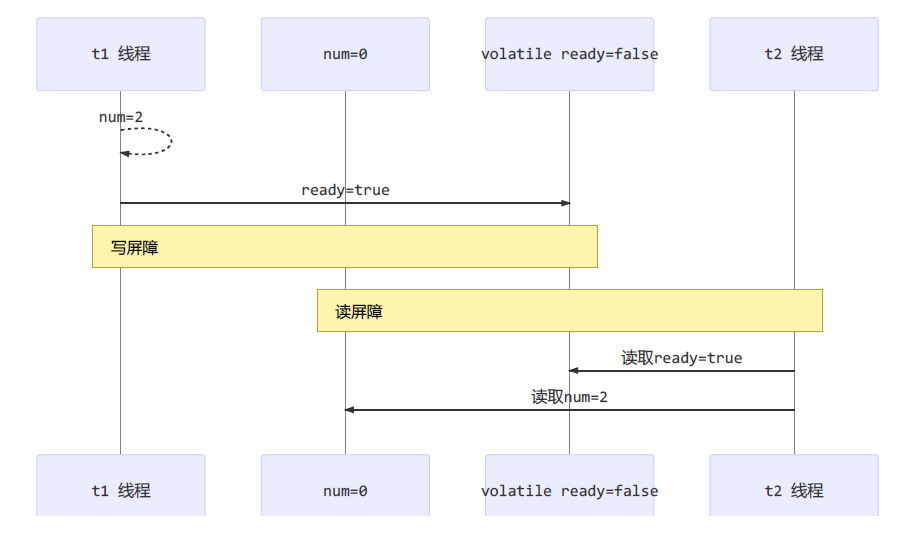 t1 线程
num=0
volatile ready=false
t2 线程
num=2
ready=true
写屏障
读屏障
读取ready=true
读取num=2
t1 线程
num=0
volatile ready=false
t2 线程